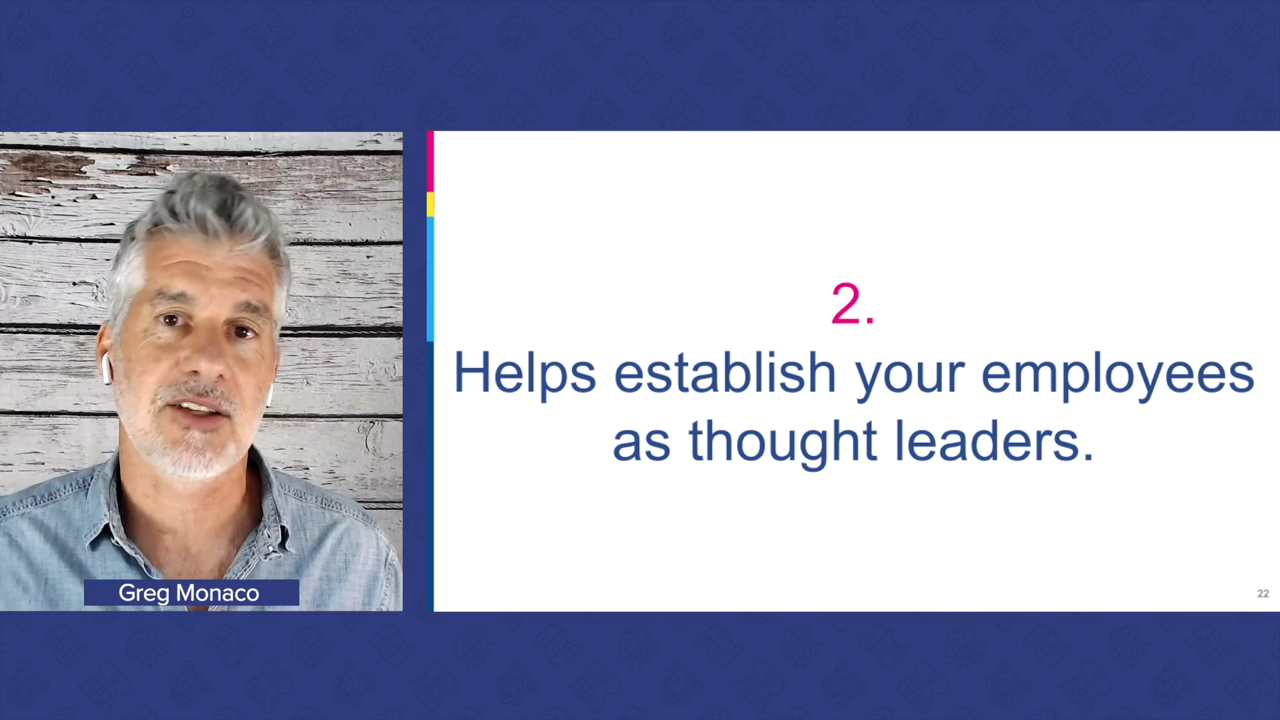 Greg Monaco
2.
Helps establish your employees
as thought leaders.
22